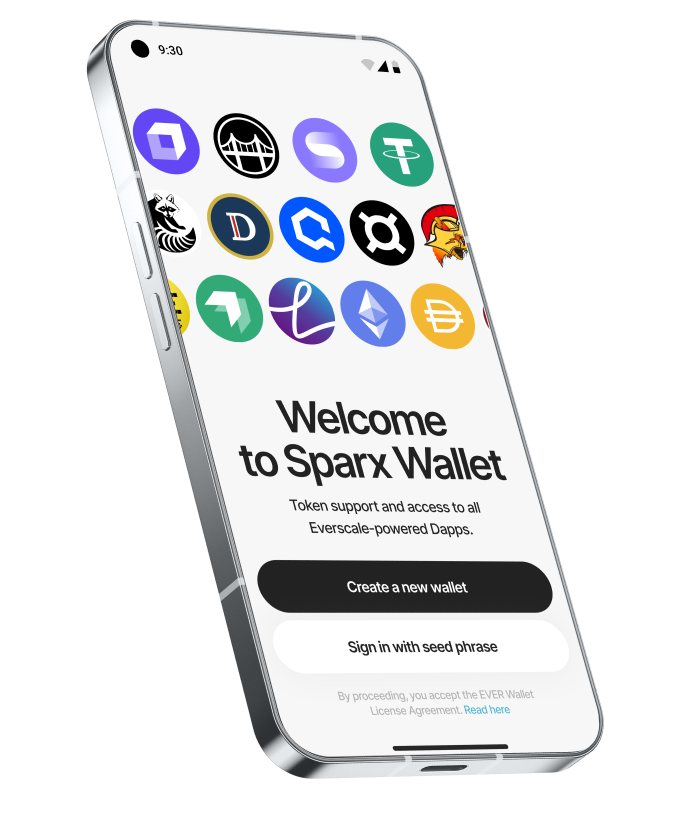 9:30
D
Welcome
to Sparx Wallet
Token support and access to all
Everscale-powered Dapps.
Create a new wallet
Sign in with seed phrase
By proceeding, you accept the EVER Wallet
License Agreement. Read here